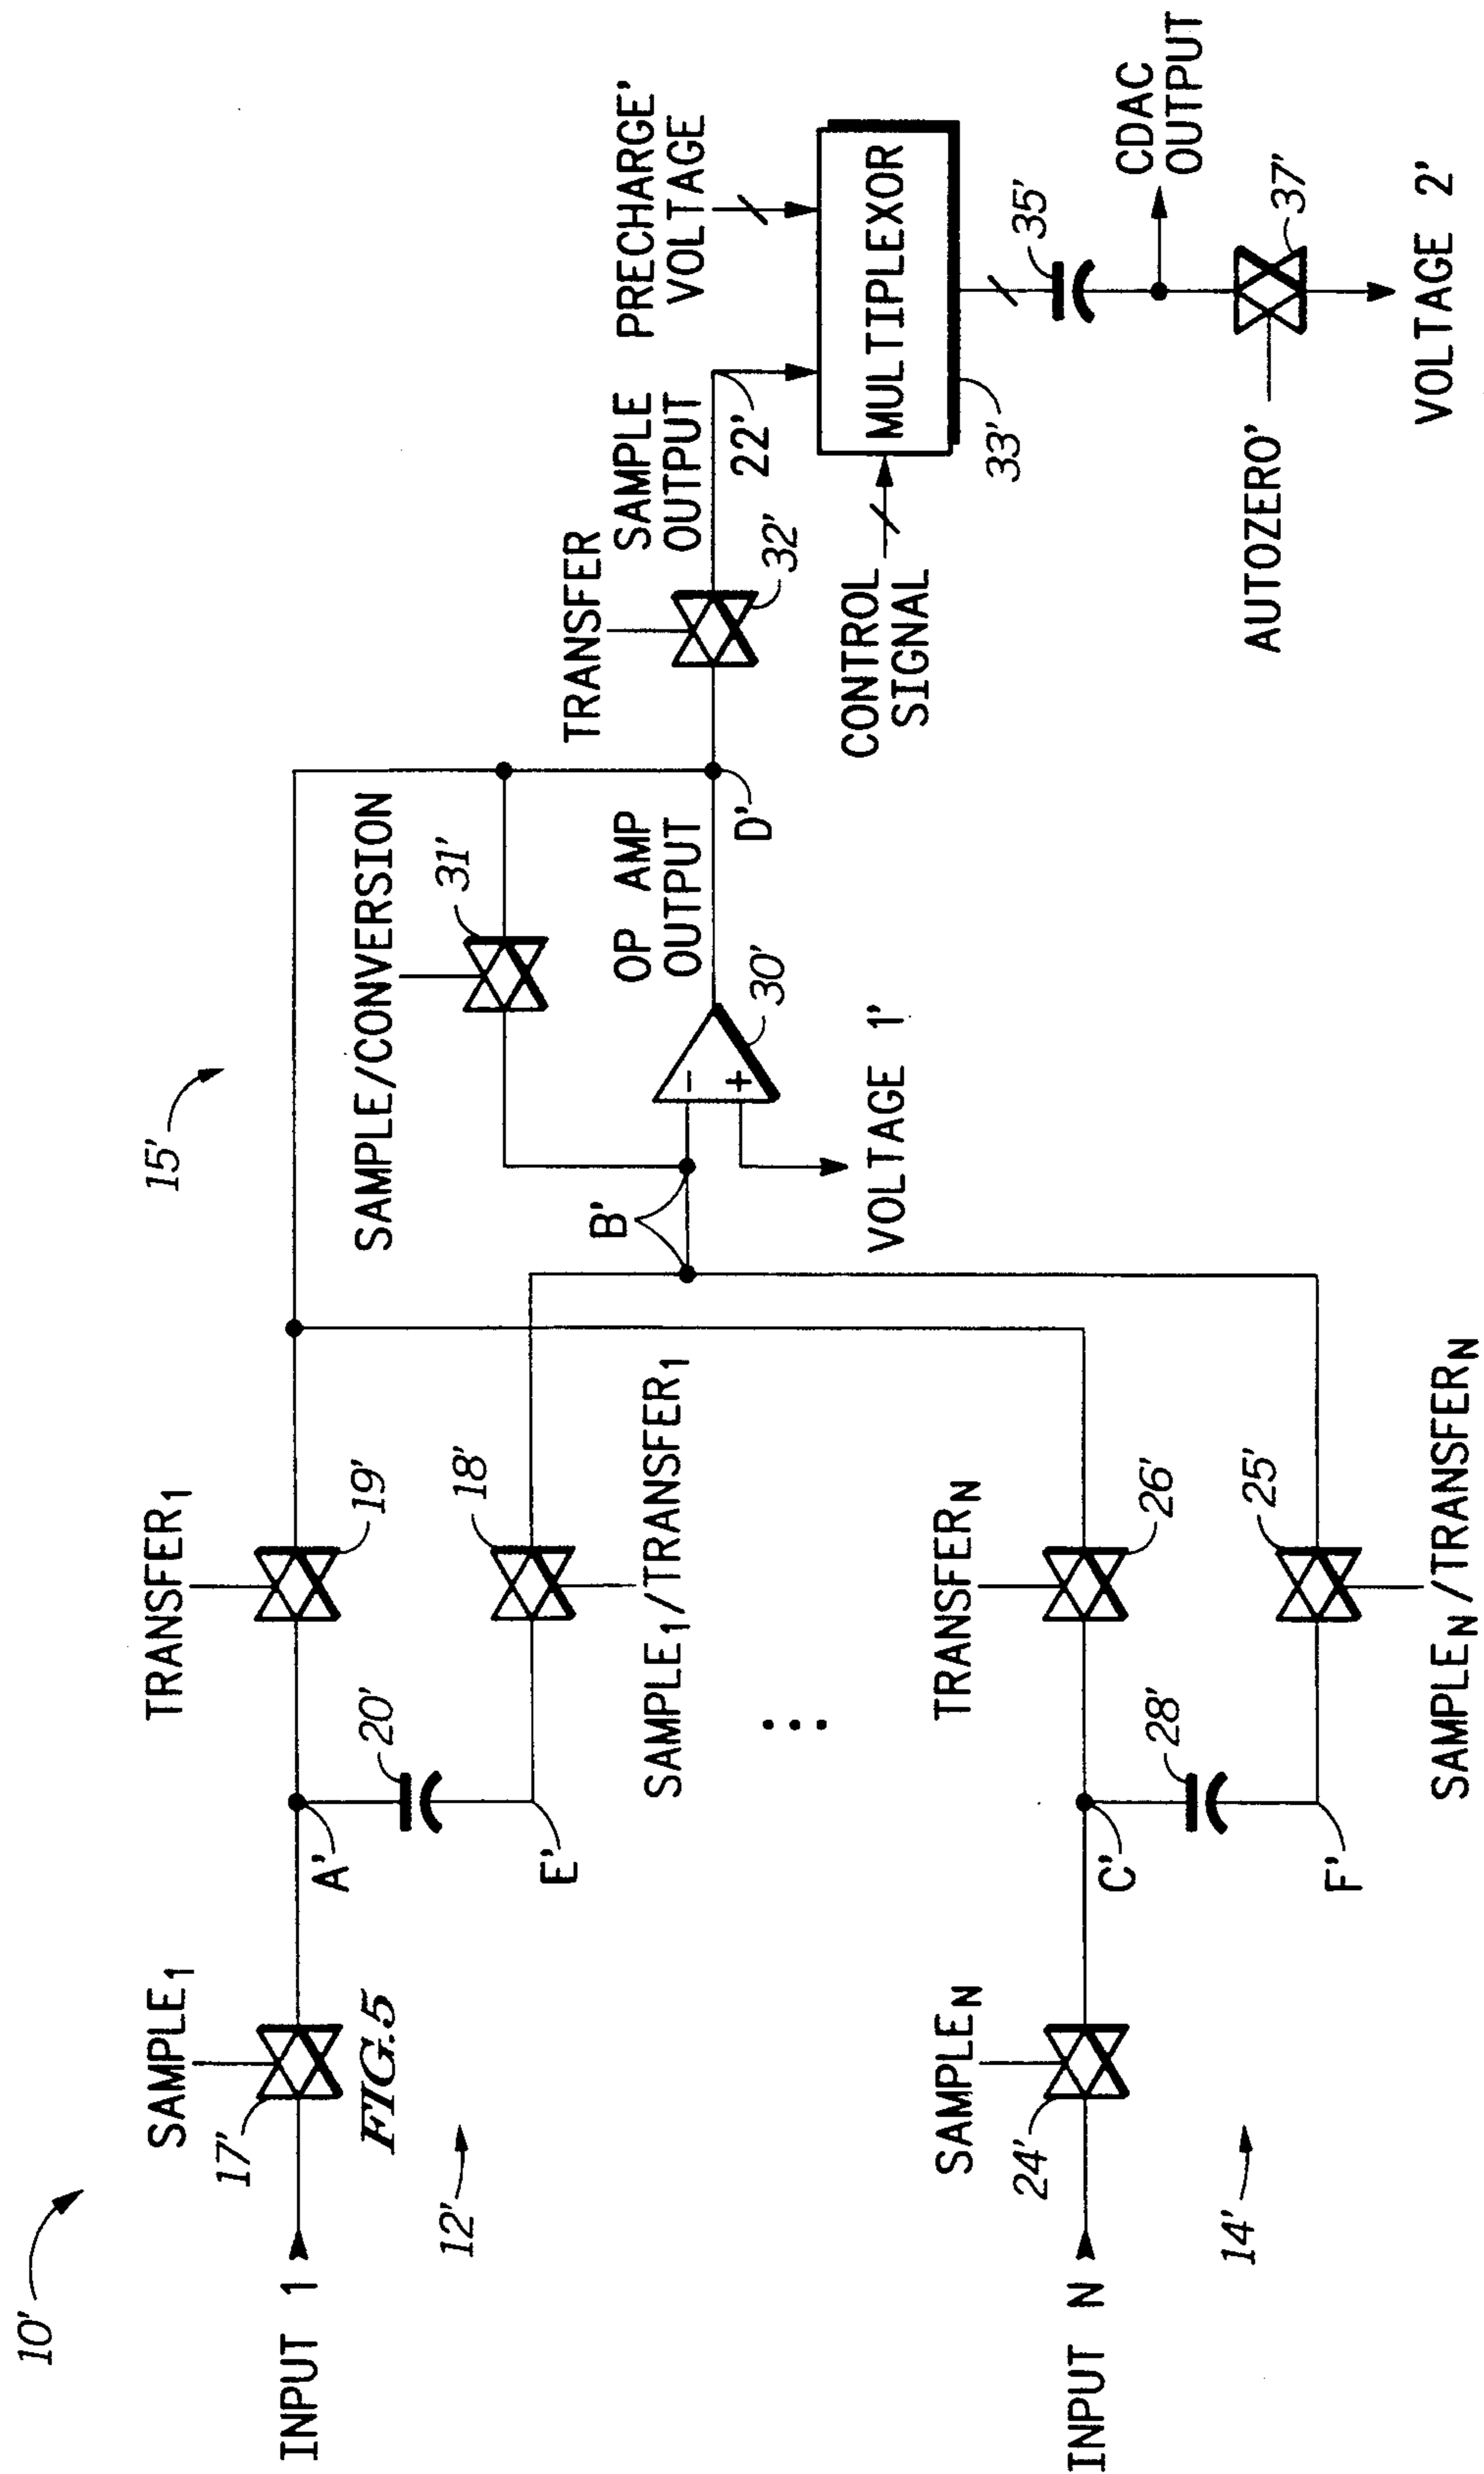 10'
15'
INPUT 1
17'
SAMPLE1
FIG.5
12'
A'
20'
E'
TRANSFER1
19'
18'
SAMPLE1/TRANSFER1
SAMPLE/CONVERSION
31'
B'
OP AMP
OUTPUT
30'
VOLTAGE 1'
D'
TRANSFER
32'
SAMPLE
OUTPUT
22'
PRECHARGE'
VOLTAGE
CONTROL
SIGNAL
MULTIPLEXOR
33'
35'
CDAC
OUTPUT
AUTOZERO'
37'
VOLTAGE 2'
INPUT N
24'
SAMPLEN
14'
C'
28'
F'
TRANSFERN
26'
25'
SAMPLEN/TRANSFERN